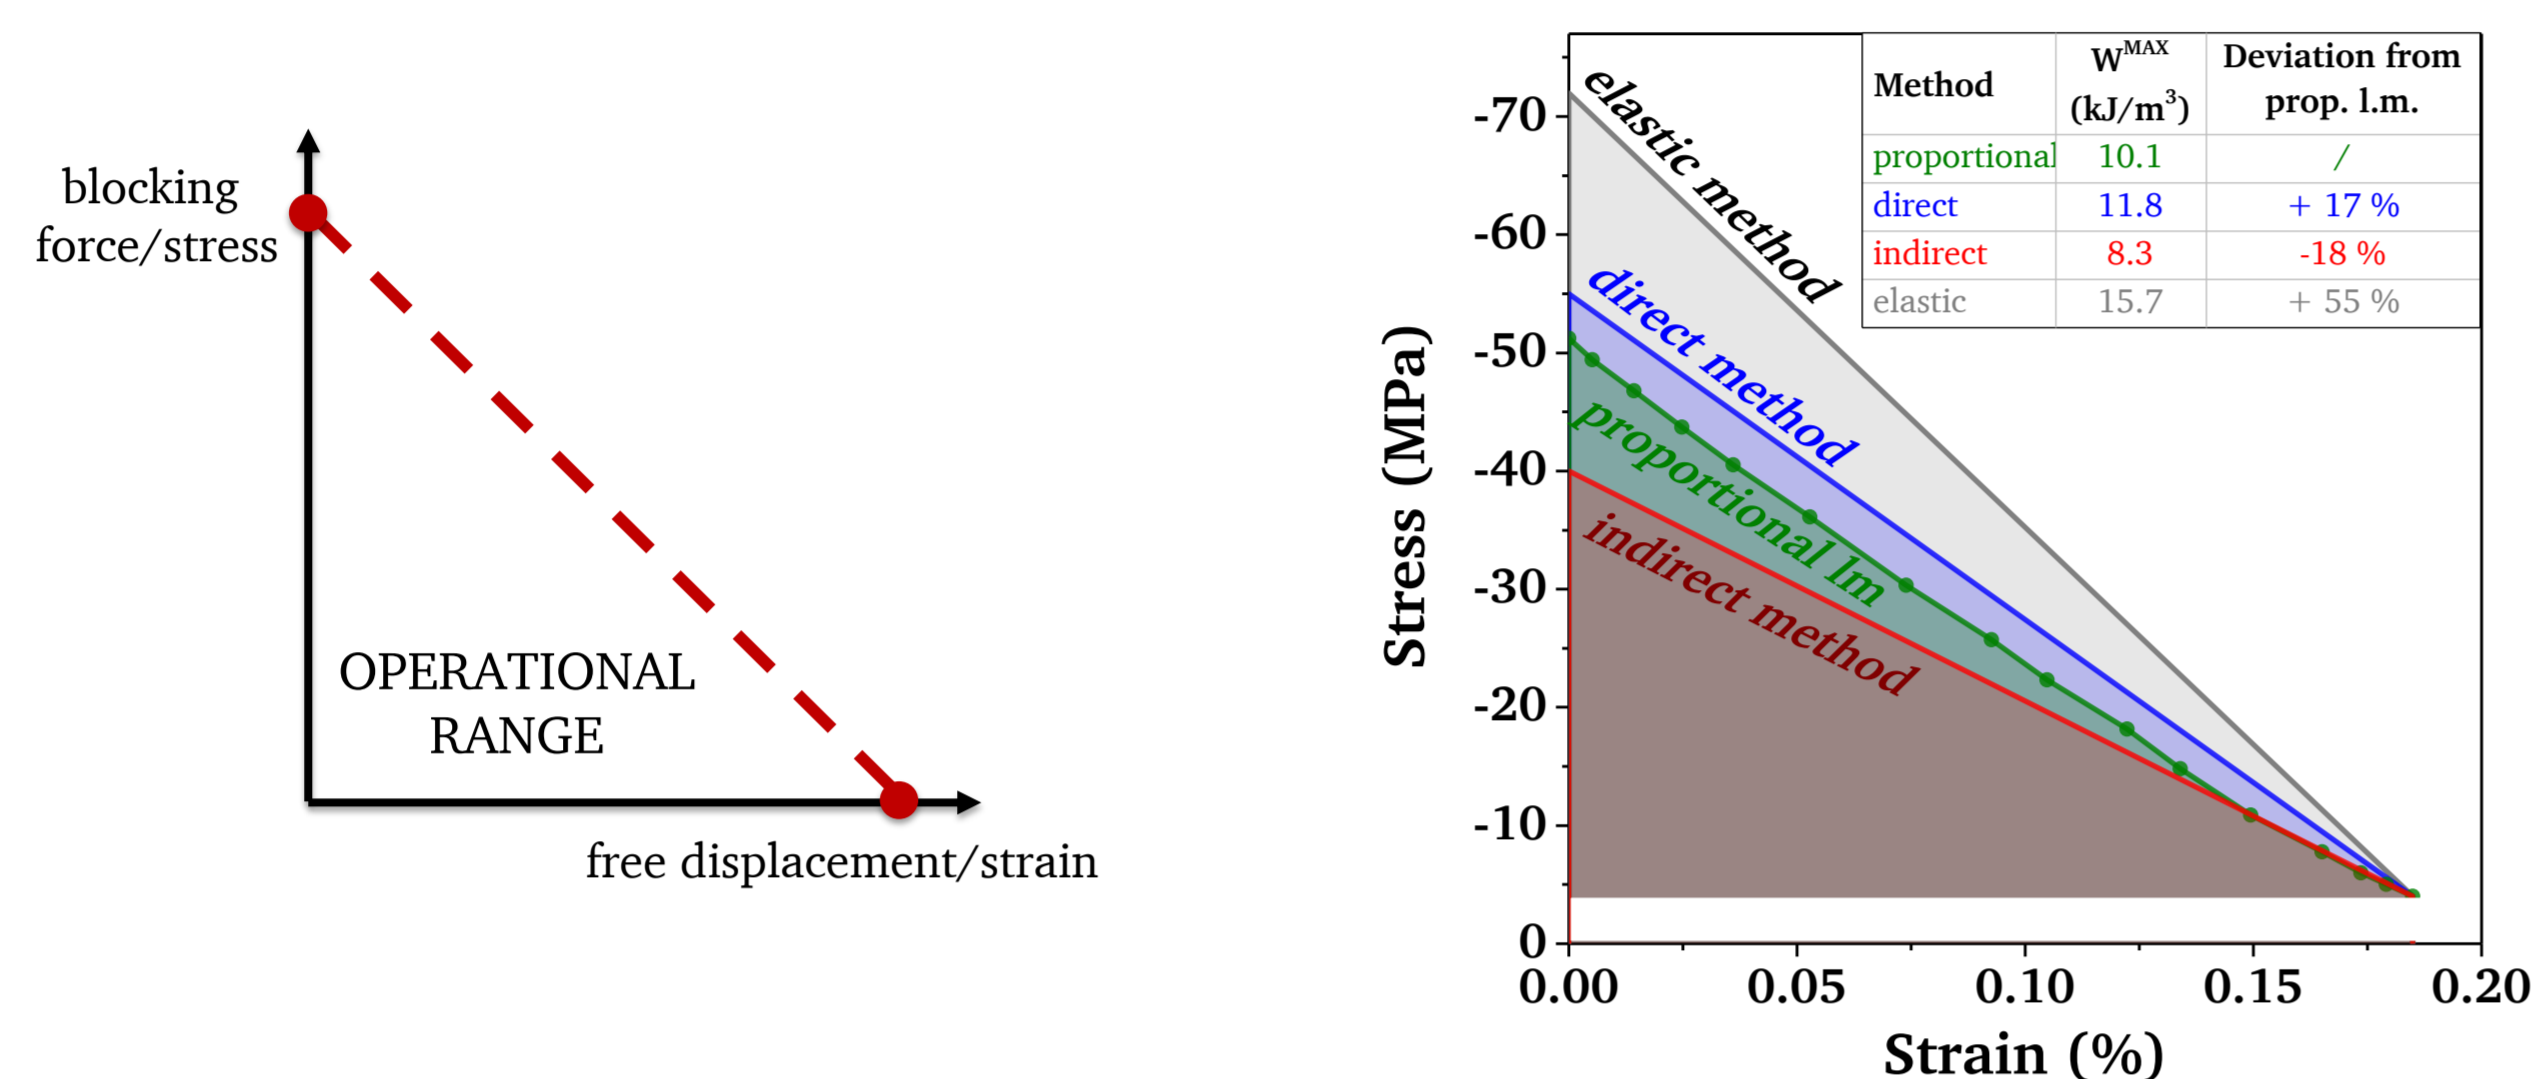 blocking
force/stress
OPERATIONAL
RANGE
free displacement/strain
Stress (MPa)
-70
-60
-50
-40
-30
-20
-10
0
0.00 0.05 0.10 0.15 0.20
Strain (%)
elastic method
direct method
proportional lm
indirect method
Method W^MAX (kJ/m³) Deviation from prop. l.m.
proportional 10.1 /
direct 11.8 + 17 %
indirect 8.3 -18 %
elastic 15.7 + 55 %